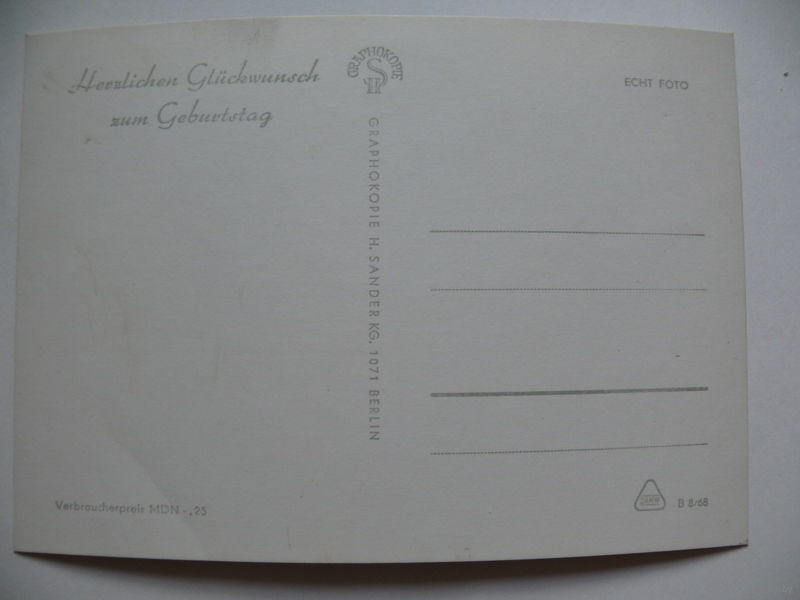 Herzlichen Glückwunsch
zum Geburtstag
GRAPHOKOPIE
H S
ECHT FOTO
GRAPHOKOPIE H. SANDER KG, 1071 BERLIN
Verbraucherpreis MDN -,25
B 8/68